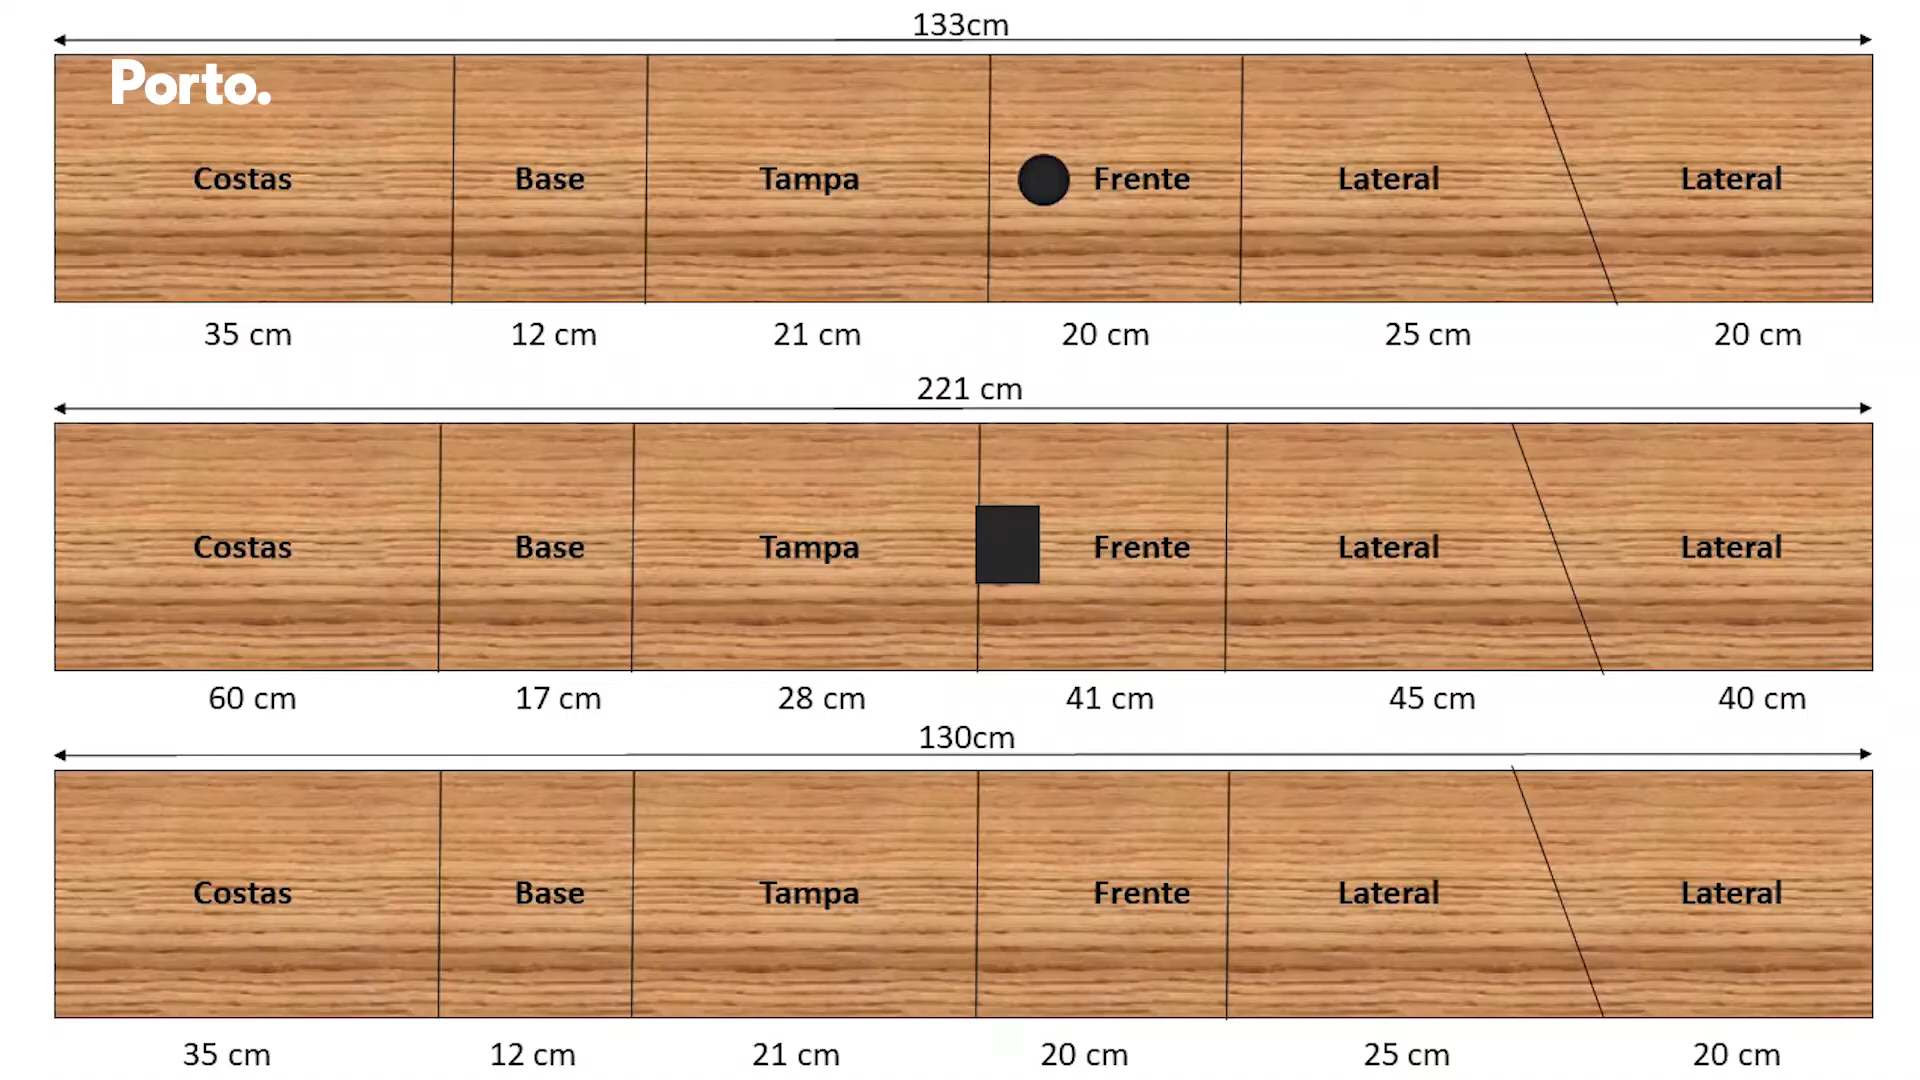 133cm
Porto.
Costas Base Tampa Frente Lateral Lateral
35 cm 12 cm 21 cm 20 cm 25 cm 20 cm
221 cm
Costas Base Tampa Frente Lateral Lateral
60 cm 17 cm 28 cm 41 cm 45 cm 40 cm
130cm
Costas Base Tampa Frente Lateral Lateral
35 cm 12 cm 21 cm 20 cm 25 cm 20 cm